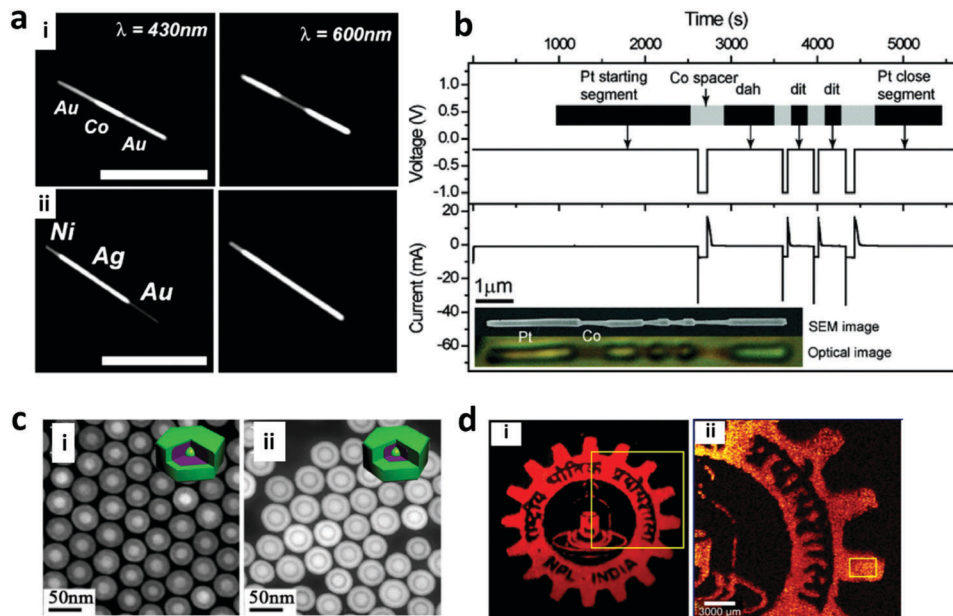 a
i
λ = 430nm
λ = 600nm
Au
Co
Au
ii
Ni
Ag
Au
b
Time (s)
1000 2000 3000 4000 5000
Pt starting segment
Co spacer
dah
dit
dit
Pt close segment
Voltage (V)
1.0
0.5
0.0
-0.5
-1.0
Current (mA)
20
0
-20
-40
-60
1μm
Pt
Co
SEM image
Optical image
c
i
50nm
ii
50nm
d
i
राष्ट्रीय भौतिक प्रयोगशाला
NPL INDIA
ii
3000 μm